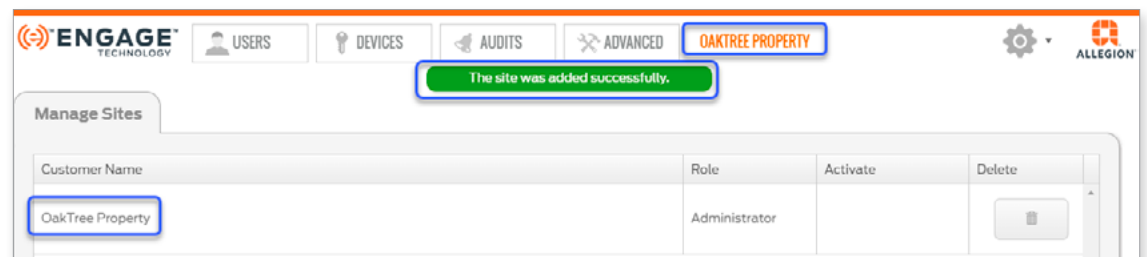 ENGAGE™
TECHNOLOGY
USERS
DEVICES
AUDITS
ADVANCED
OAKTREE PROPERTY
ALLEGION
The site was added successfully.
Manage Sites
Customer Name Role Activate Delete
OakTree Property Administrator